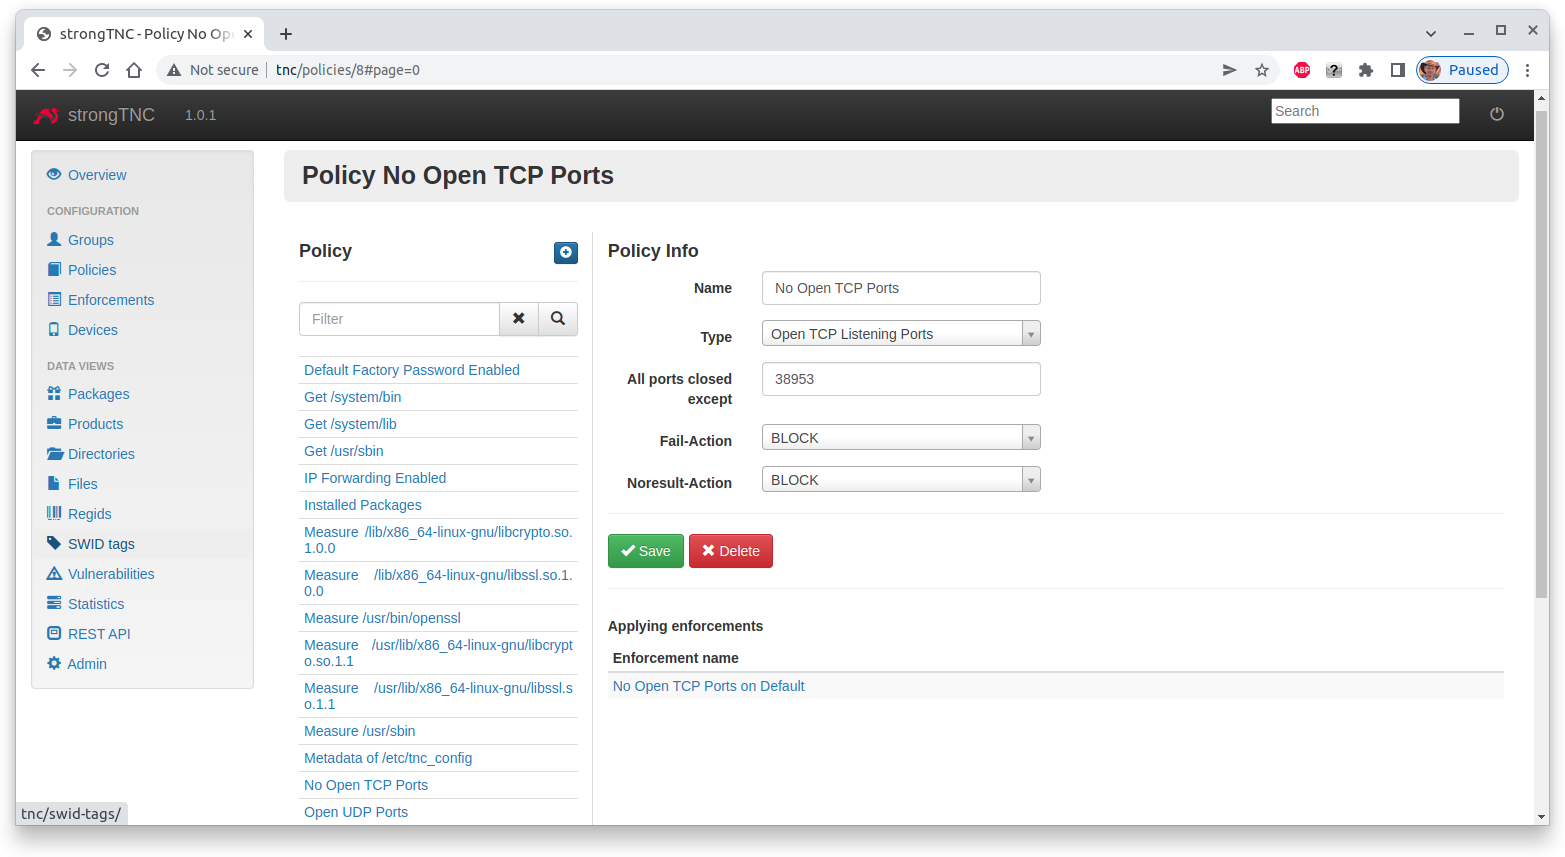 strongTNC - Policy No Op
Not secure
tnc/policies/8#page=0
ABP
?
Paused
strongTNC
1.0.1
Search
Overview
CONFIGURATION
Groups
Policies
Enforcements
Devices
DATA VIEWS
Packages
Products
Directories
Files
Regids
SWID tags
Vulnerabilities
Statistics
REST API
Admin
Policy No Open TCP Ports
Policy
Filter
Default Factory Password Enabled
Get /system/bin
Get /system/lib
Get /usr/sbin
IP Forwarding Enabled
Installed Packages
Measure /lib/x86_64-linux-gnu/libcrypto.so.
1.0.0
Measure /lib/x86_64-linux-gnu/libssl.so.1.
0.0
Measure /usr/bin/openssl
Measure /usr/lib/x86_64-linux-gnu/libcrypt
o.so.1.1
Measure /usr/lib/x86_64-linux-gnu/libssl.s
o.1.1
Measure /usr/sbin
Metadata of /etc/tnc_config
No Open TCP Ports
Open UDP Ports
Policy Info
Name
No Open TCP Ports
Type
Open TCP Listening Ports
All ports closed
except
38953
Fail-Action
BLOCK
Noresult-Action
BLOCK
Save
Delete
Applying enforcements
Enforcement name
No Open TCP Ports on Default
tnc/swid-tags/